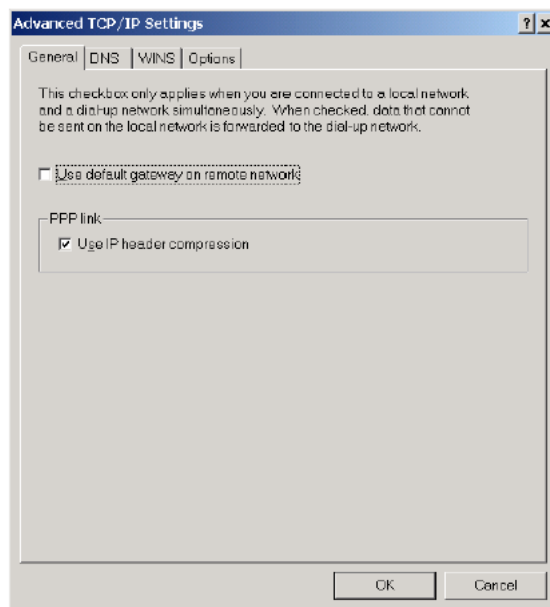 Advanced TCP/IP Settings
General DNS WINS Options
This checkbox only applies when you are connected to a local network
and a dial-up network simultaneously. When checked, data that cannot
be sent on the local network is forwarded to the dial-up network.
Use default gateway on remote network
PPP link
Use IP header compression
OK Cancel